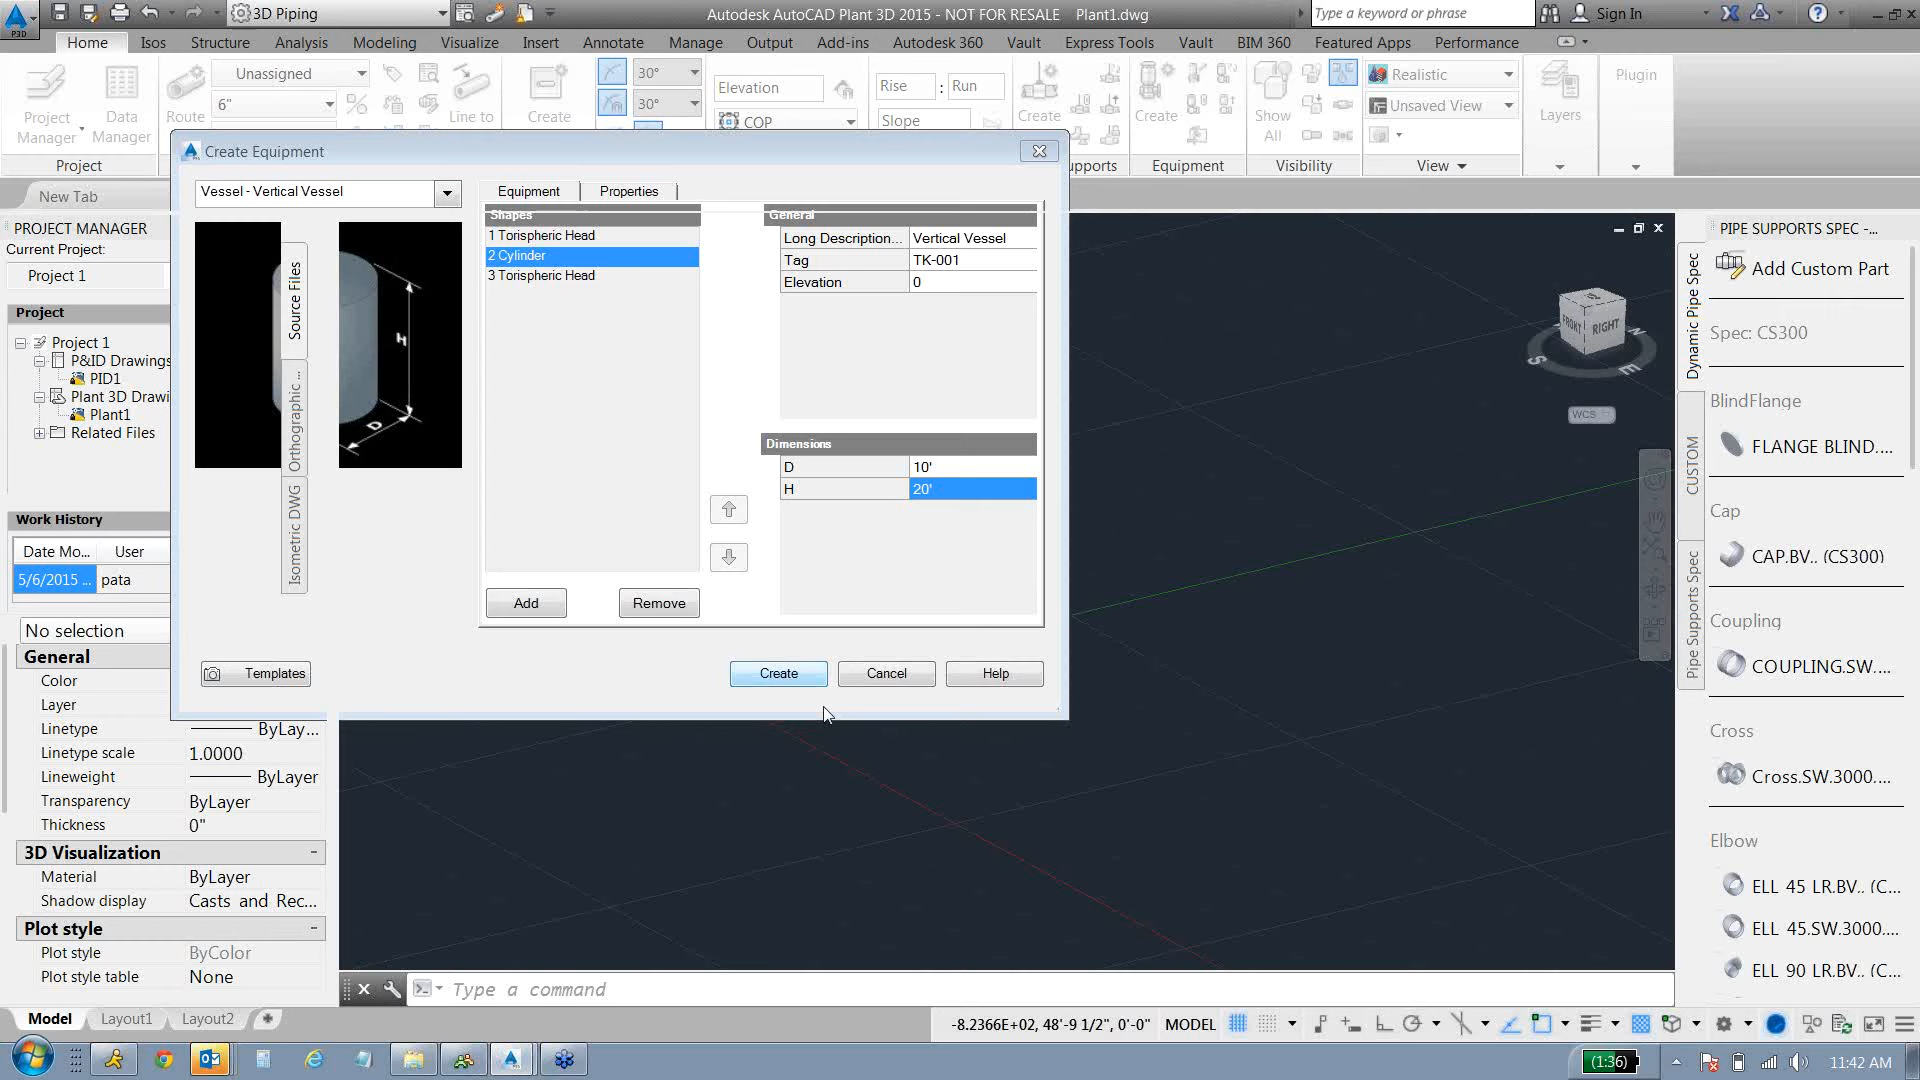 P3D
3D Piping
Autodesk AutoCAD Plant 3D 2015 - NOT FOR RESALE Plant1.dwg
Type a keyword or phrase
Sign In
Home Isos Structure Analysis Modeling Visualize Insert Annotate Manage Output Add-ins Autodesk 360 Vault Express Tools Vault BIM 360 Featured Apps Performance
Project Manager
Data Manager
Project
Route
Unassigned
6"
Line to
Create
30°
30°
Elevation
COP
Rise : Run
Slope
Create
upports
Create
Equipment
Show All
Visibility
Realistic
Unsaved View
View
Layers
Plugin
New Tab
PROJECT MANAGER
Current Project:
Project 1
Project
Project 1
P&ID Drawings
PID1
Plant 3D Drawi
Plant1
Related Files
Source Files
Orthographic ...
Isometric DWG
Work History
Date Mo... User
5/6/2015 ... pata
No selection
General
Color
Layer
Linetype ByLay...
Linetype scale 1.0000
Lineweight ByLayer
Transparency ByLayer
Thickness 0"
3D Visualization
Material ByLayer
Shadow display Casts and Rec...
Plot style
Plot style ByColor
Plot style table None
Create Equipment
Vessel - Vertical Vessel
H
D
Equipment Properties
Shapes
1 Torispheric Head
2 Cylinder
3 Torispheric Head
Add
Remove
General
Long Description... Vertical Vessel
Tag TK-001
Elevation 0
Dimensions
D 10'
H 20'
Templates
Create
Cancel
Help
FRONT
RIGHT
N
S
E
WCS
PIPE SUPPORTS SPEC -...
Dynamic Pipe Spec
CUSTOM
Pipe Supports Spec
Add Custom Part
Spec: CS300
BlindFlange
FLANGE BLIND....
Cap
CAP.BV.. (CS300)
Coupling
COUPLING.SW....
Cross
Cross.SW.3000....
Elbow
ELL 45 LR.BV.. (C...
ELL 45.SW.3000....
ELL 90 LR.BV.. (C...
Type a command
Model Layout1 Layout2
-8.2366E+02, 48'-9 1/2", 0'-0" MODEL
(1:36)
11:42 AM